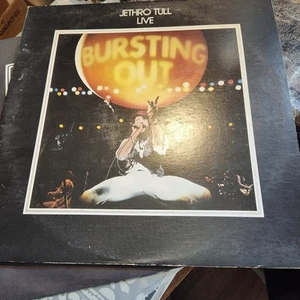 JETHRO TULL
LIVE
BURSTING
OUT